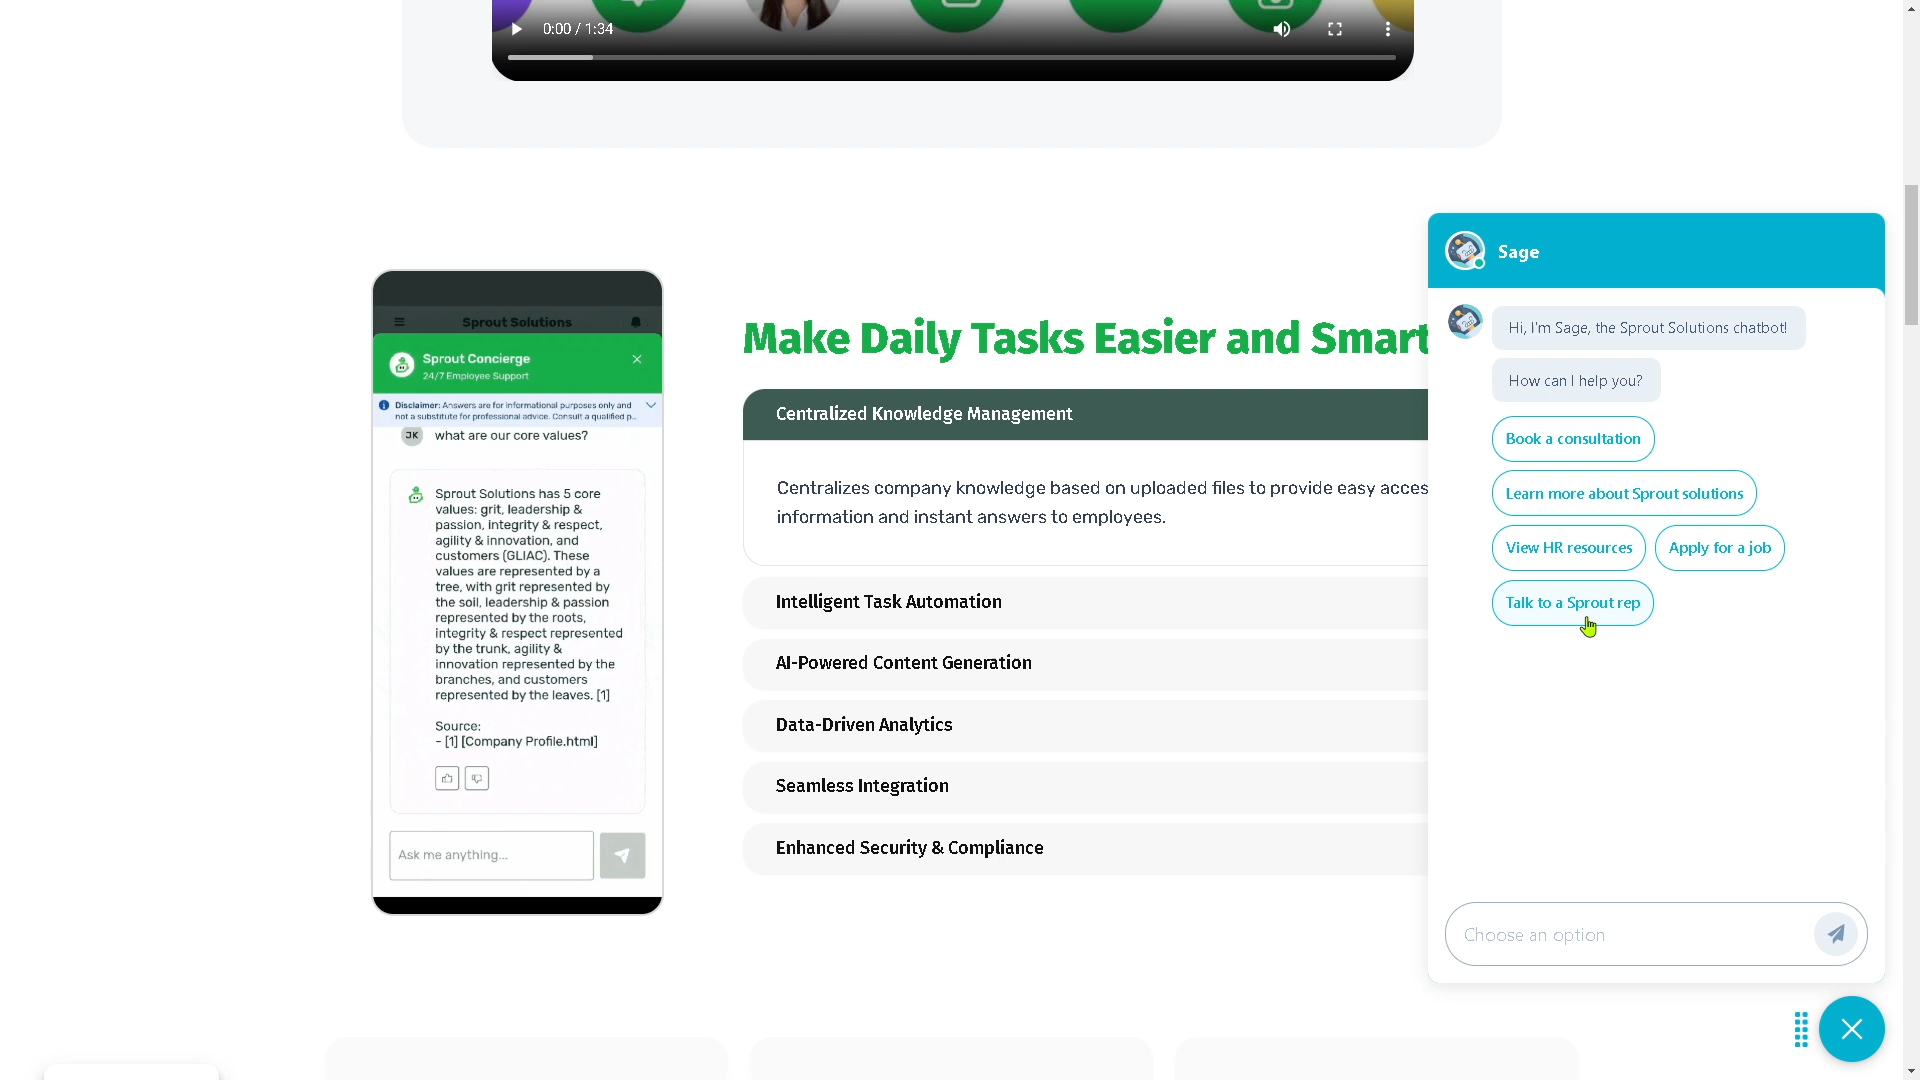 0:00 / 1:34
Sprout Solutions
Sprout Concierge
24/7 Employee Support
Disclaimer: Answers are for informational purposes only and
not a substitute for professional advice. Consult a qualified p...
JK
what are our core values?
Sprout Solutions has 5 core
values: grit, leadership &
passion, integrity & respect,
agility & innovation, and
customers (GLIAC). These
values are represented by a
tree, with grit represented by
the soil, leadership & passion
represented by the roots,
integrity & respect represented
by the trunk, agility &
innovation represented by the
branches, and customers
represented by the leaves. [1]
Source:
- [1] [Company Profile.html]
Ask me anything...
Make Daily Tasks Easier and Smart
Centralized Knowledge Management
Centralizes company knowledge based on uploaded files to provide easy acces
information and instant answers to employees.
Intelligent Task Automation
AI-Powered Content Generation
Data-Driven Analytics
Seamless Integration
Enhanced Security & Compliance
Sage
Hi, I'm Sage, the Sprout Solutions chatbot!
How can I help you?
Book a consultation
Learn more about Sprout solutions
View HR resources
Apply for a job
Talk to a Sprout rep
Choose an option